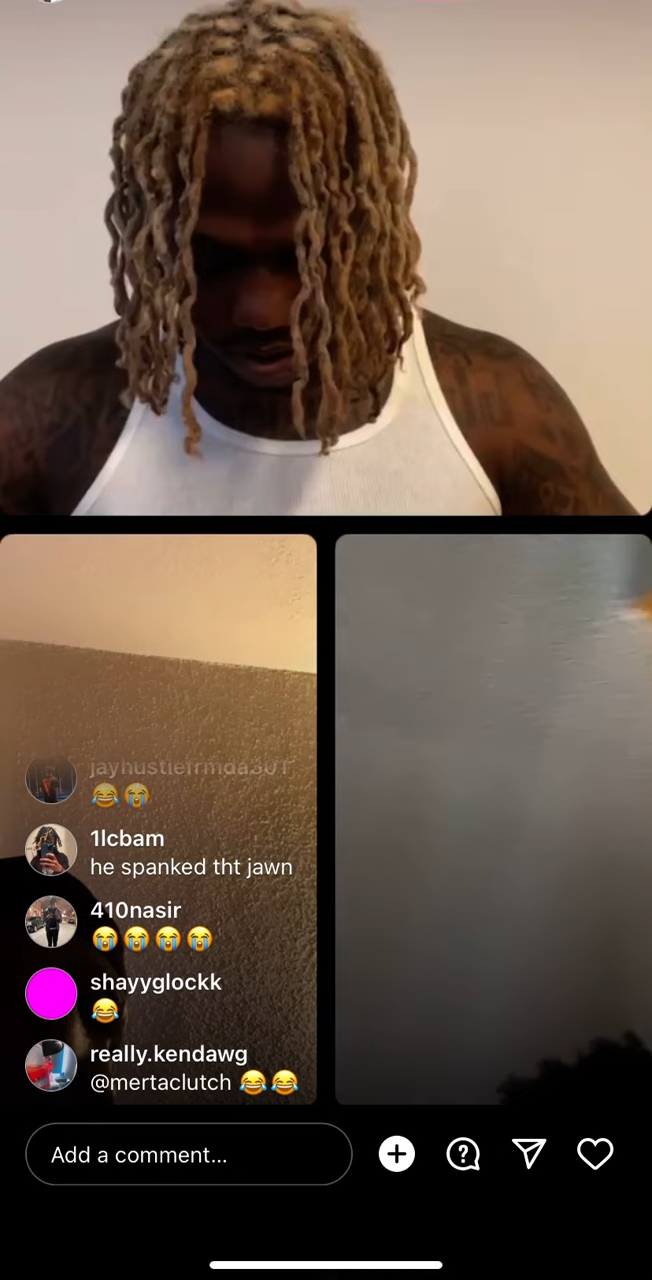 😂😭
1lcbam
he spanked tht jawn
410nasir
😭😭😭😭
shayyglockk
😂
really.kendawg
@mertaclutch 😂😂
Add a comment...